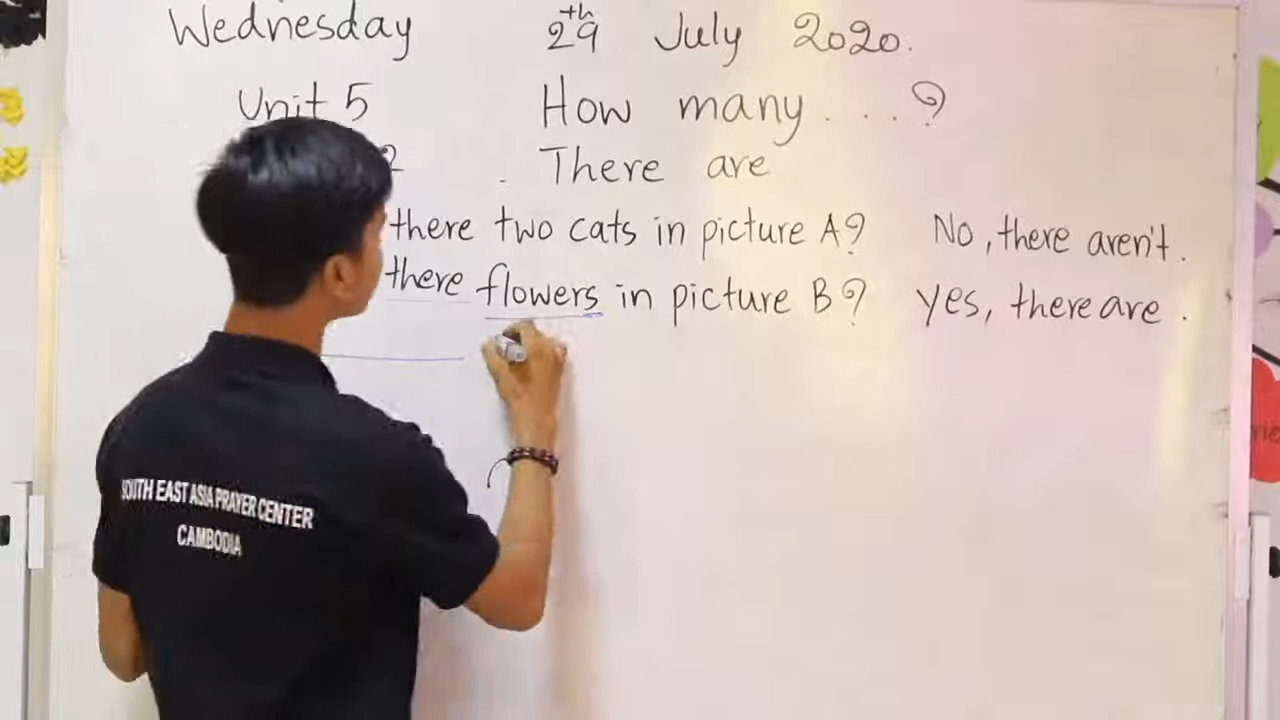 Wednesday 29th July 2020.
Unit 5 How many...?
2 There are
there two cats in picture A? No, there aren't.
there flowers in picture B? yes, there are.
SOUTH EAST ASIA PRAYER CENTER
CAMBODIA